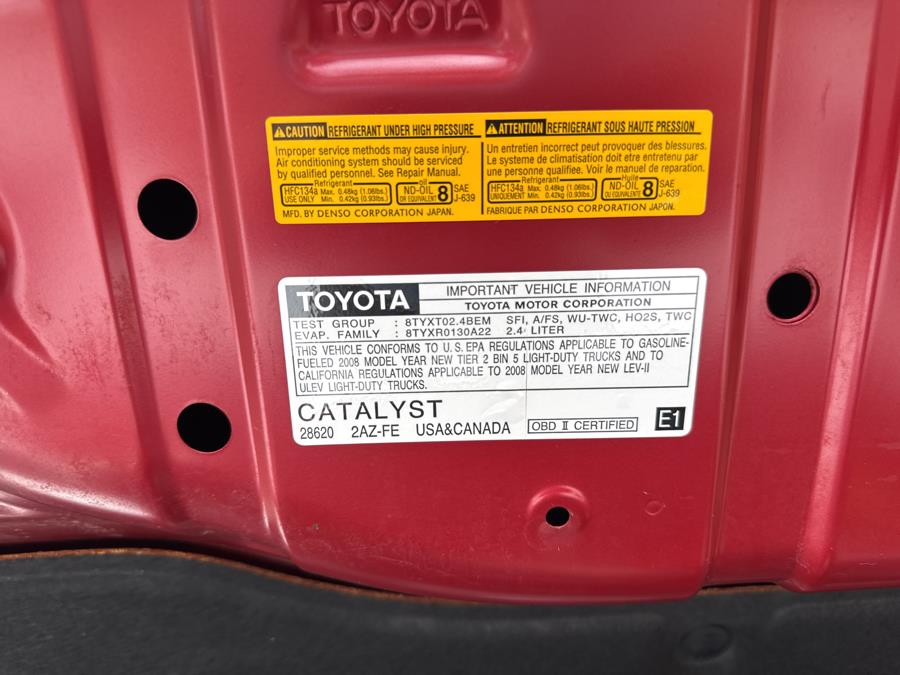 TOYOTA
CAUTION REFRIGERANT UNDER HIGH PRESSURE
Improper service methods may cause injury.
Air conditioning system should be serviced
by qualified personnel. See Repair Manual.
Refrigerant
HFC134a USE ONLY Max. 0.48kg (1.06lbs.) Min. 0.42kg (0.93lbs.)
oil
ND-OIL OR EQUIVALENT 8 SAE J-639
MFD. BY DENSO CORPORATION JAPAN.
ATTENTION REFRIGERANT SOUS HAUTE PRESSION
Un entretien incorrect peut provoquer des blessures.
Le systeme de climatisation doit etre entretenu par
une personne qualifiée. Voir le manuel de reparation.
Refrigerant
HFC134a UNIQUEMENT Max. 0.48kg (1.06lbs.) Min. 0.42kg (0.93lbs.)
Huile
ND-OIL OU EQUIVALENT 8 SAE J-639
FABRIQUE PAR DENSO CORPORATION JAPON.
TOYOTA
IMPORTANT VEHICLE INFORMATION
TOYOTA MOTOR CORPORATION
TEST GROUP : 8TYXT02.4BEM SFI, A/FS, WU-TWC, HO2S, TWC
EVAP. FAMILY : 8TYXR0130A22 2.4 LITER
THIS VEHICLE CONFORMS TO U.S.EPA REGULATIONS APPLICABLE TO GASOLINE-
FUELED 2008 MODEL YEAR NEW TIER 2 BIN 5 LIGHT-DUTY TRUCKS AND TO
CALIFORNIA REGULATIONS APPLICABLE TO 2008 MODEL YEAR NEW LEV-II
ULEV LIGHT-DUTY TRUCKS.
CATALYST
28620 2AZ-FE USA&CANADA OBD II CERTIFIED E1